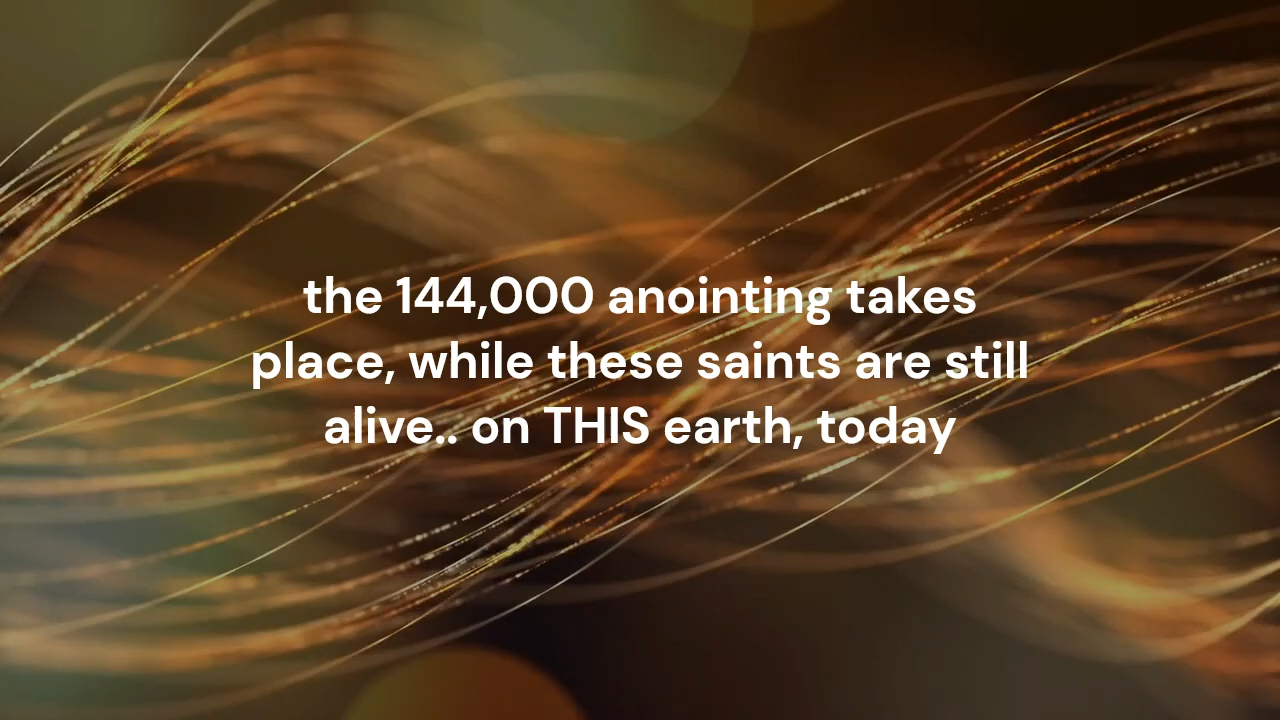 the 144,000 anointing takes
place, while these saints are still
alive.. on THIS earth, today